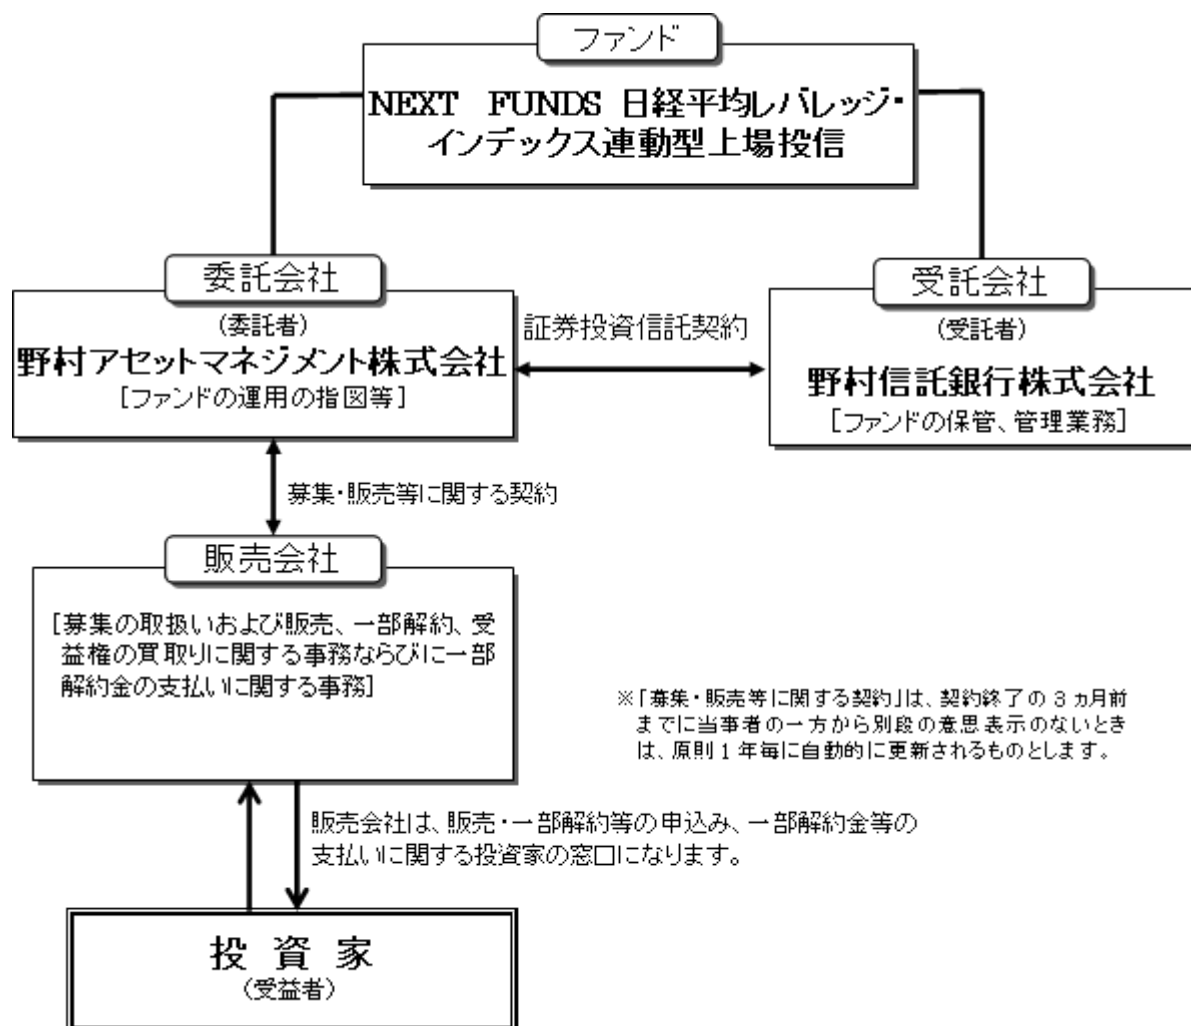 ファンド
NEXT FUNDS 日経平均レバレッジ・
インデックス連動型上場投信
委託会社
(委託者)
野村アセットマネジメント株式会社
[ファンドの運用の指図等]
証券投資信託契約
受託会社
(受託者)
野村信託銀行株式会社
[ファンドの保管、管理業務]
募集・販売等に関する契約
販売会社
[募集の取扱いおよび販売、一部解約、受
益権の買取りに関する事務ならびに一部
解約金の支払いに関する事務]
※「募集・販売等に関する契約」は、契約終了の3ヵ月前
までに当事者の一方から別段の意思表示のないとき
は、原則1年毎に自動的に更新されるものとします。
販売会社は、販売・一部解約等の申込み、一部解約金等の
支払いに関する投資家の窓口になります。
投資家
(受益者)